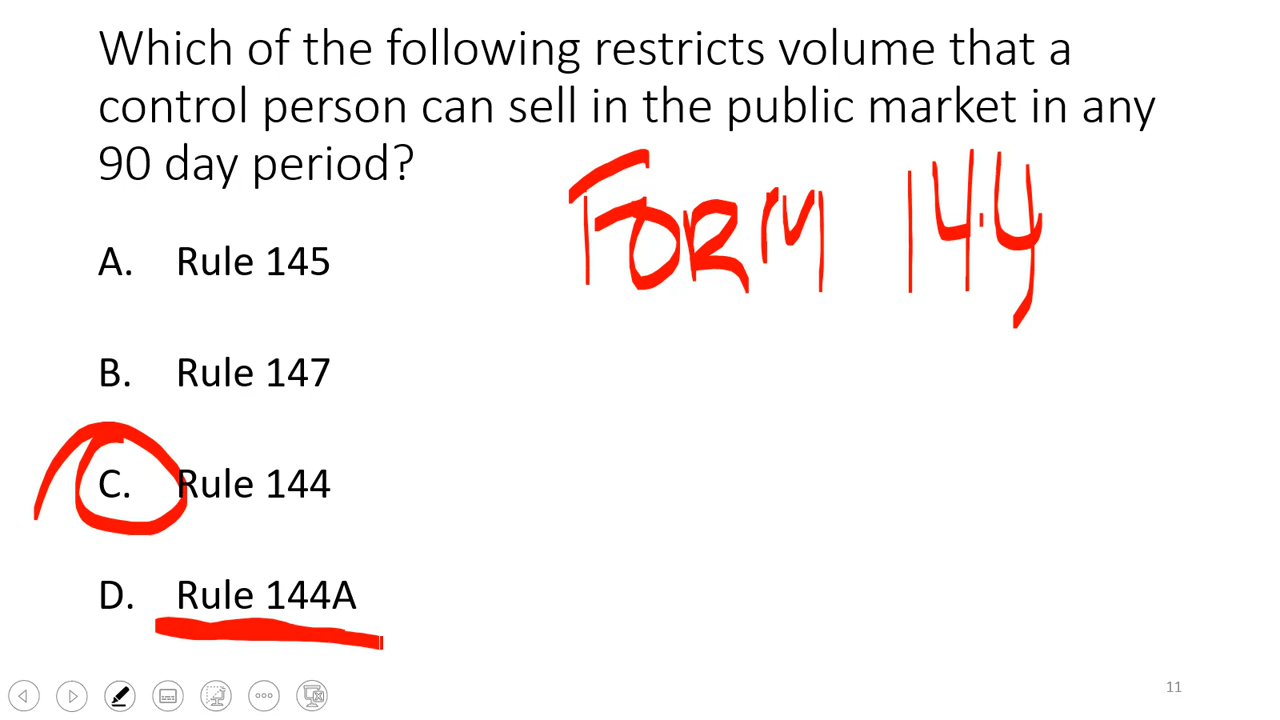 Which of the following restricts volume that a
control person can sell in the public market in any
90 day period?
FORM 144
A. Rule 145
B. Rule 147
C. Rule 144
D. Rule 144A
11